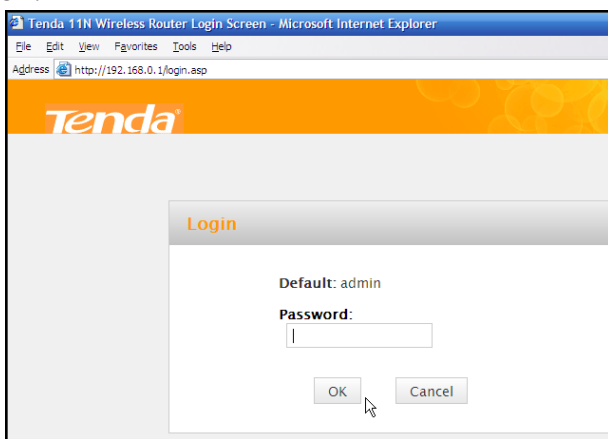 Tenda 11N Wireless Router Login Screen - Microsoft Internet Explorer
File Edit View Favorites Tools Help
Address http://192.168.0.1/login.asp
Tenda®
Login
Default: admin
Password:
OK Cancel